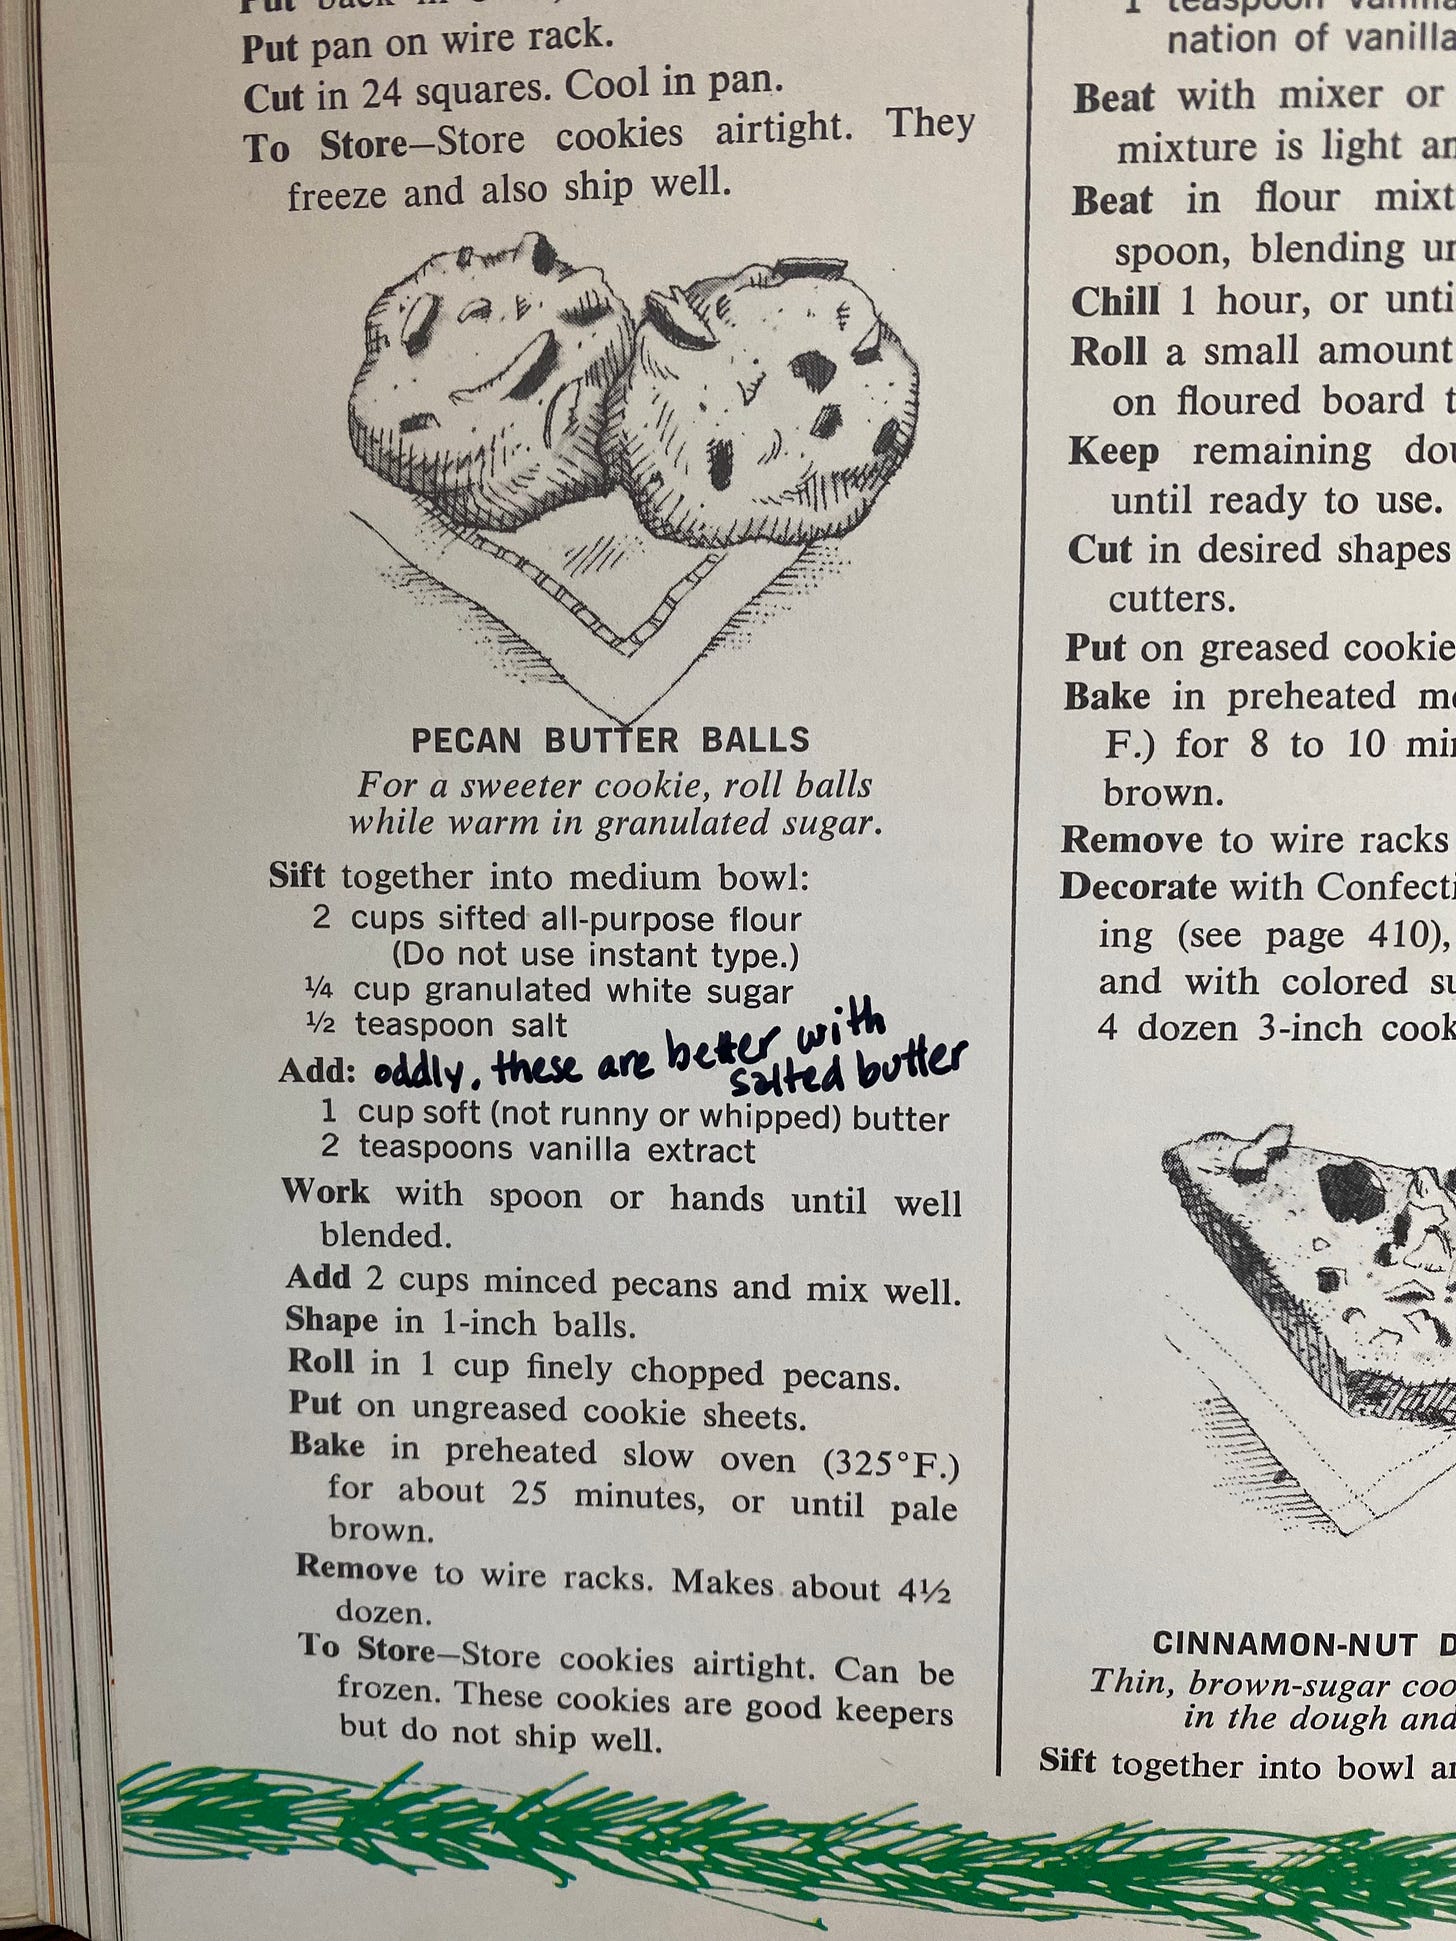 Put back in
Put pan on wire rack.
Cut in 24 squares. Cool in pan.
To Store—Store cookies airtight. They
freeze and also ship well.
PECAN BUTTER BALLS
For a sweeter cookie, roll balls
while warm in granulated sugar.
Sift together into medium bowl:
2 cups sifted all-purpose flour
(Do not use instant type.)
¼ cup granulated white sugar
½ teaspoon salt
Add: oddly, these are better with
salted butter
1 cup soft (not runny or whipped) butter
2 teaspoons vanilla extract
Work with spoon or hands until well
blended.
Add 2 cups minced pecans and mix well.
Shape in 1-inch balls.
Roll in 1 cup finely chopped pecans.
Put on ungreased cookie sheets.
Bake in preheated slow oven (325°F.)
for about 25 minutes, or until pale
brown.
Remove to wire racks. Makes about 4½
dozen.
To Store—Store cookies airtight. Can be
frozen. These cookies are good keepers
but do not ship well.
1 teaspoon
nation of vanilla
Beat with mixer or
mixture is light
Beat in flour
spoon, blending
Chill 1 hour, or
Roll a small amount
on floured board
Keep remaining
until ready to use.
Cut in desired shapes
cutters.
Put on greased cookie
Bake in preheated
F.) for 8 to 10
brown.
Remove to wire racks
Decorate with
ing (see page 410),
and with colored
4 dozen 3-inch
CINNAMON-NUT
Thin, brown-sugar
in the dough and
Sift together into bowl